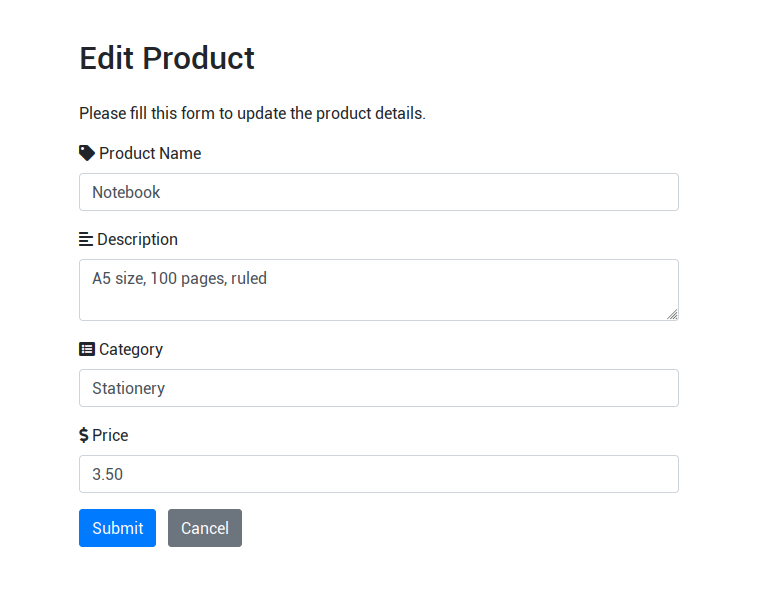 Edit Product
Please fill this form to update the product details.
Product Name
Notebook
Description
A5 size, 100 pages, ruled
Category
Stationery
$ Price
3.50
Submit Cancel